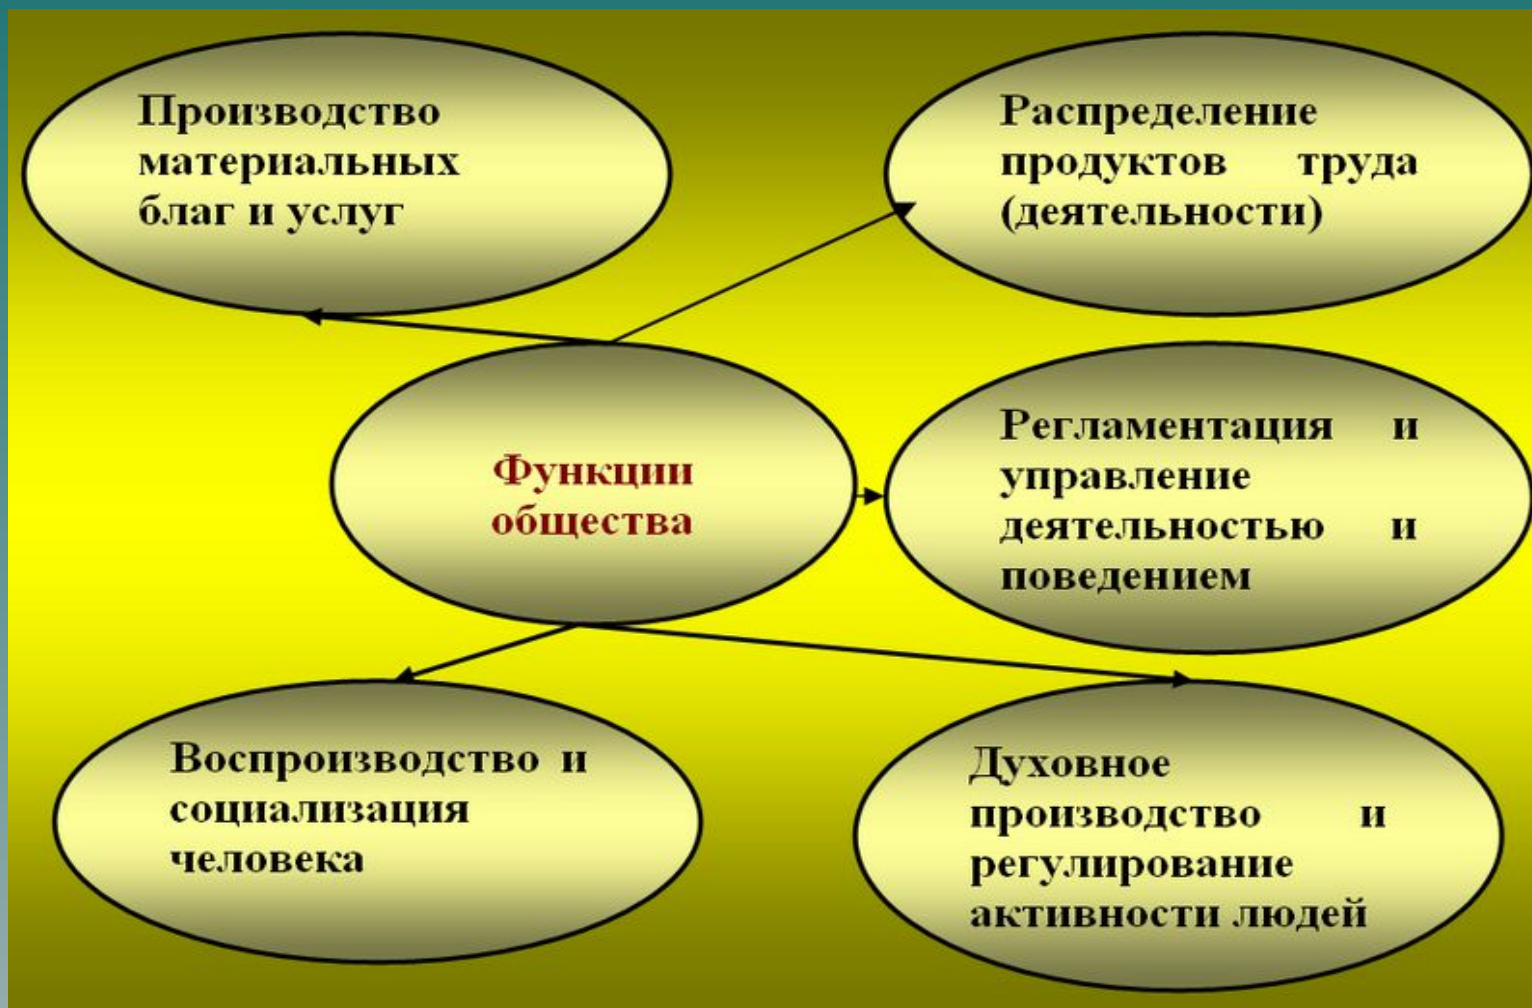 Производство
материальных
благ и услуг
Распределение
продуктов труда
(деятельности)
Функции
общества
Регламентация и
управление
деятельностью и
поведением
Воспроизводство и
социализация
человека
Духовное
производство и
регулирование
активности людей